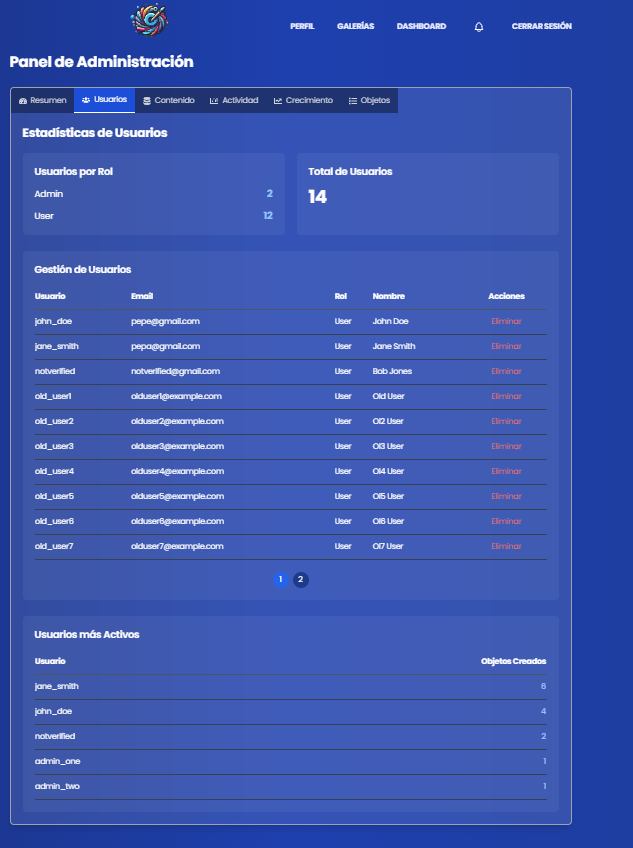 PERFIL GALERÍAS DASHBOARD CERRAR SESIÓN
Panel de Administración
Resumen Usuarios Contenido Actividad Crecimiento Objetos
Estadísticas de Usuarios
Usuarios por Rol
Admin 2
User 12
Total de Usuarios
14
Gestión de Usuarios
Usuario Email Rol Nombre Acciones
john_doe pepe@gmail.com User John Doe Eliminar
jane_smith pepa@gmail.com User Jane Smith Eliminar
notverified notverified@gmail.com User Bob Jones Eliminar
old_user1 olduser1@example.com User Old User Eliminar
old_user2 olduser2@example.com User Ol2 User Eliminar
old_user3 olduser3@example.com User Ol3 User Eliminar
old_user4 olduser4@example.com User Ol4 User Eliminar
old_user5 olduser5@example.com User Ol5 User Eliminar
old_user6 olduser6@example.com User Ol6 User Eliminar
old_user7 olduser7@example.com User Ol7 User Eliminar
1 2
Usuarios más Activos
Usuario Objetos Creados
jane_smith 6
john_doe 4
notverified 2
admin_one 1
admin_two 1